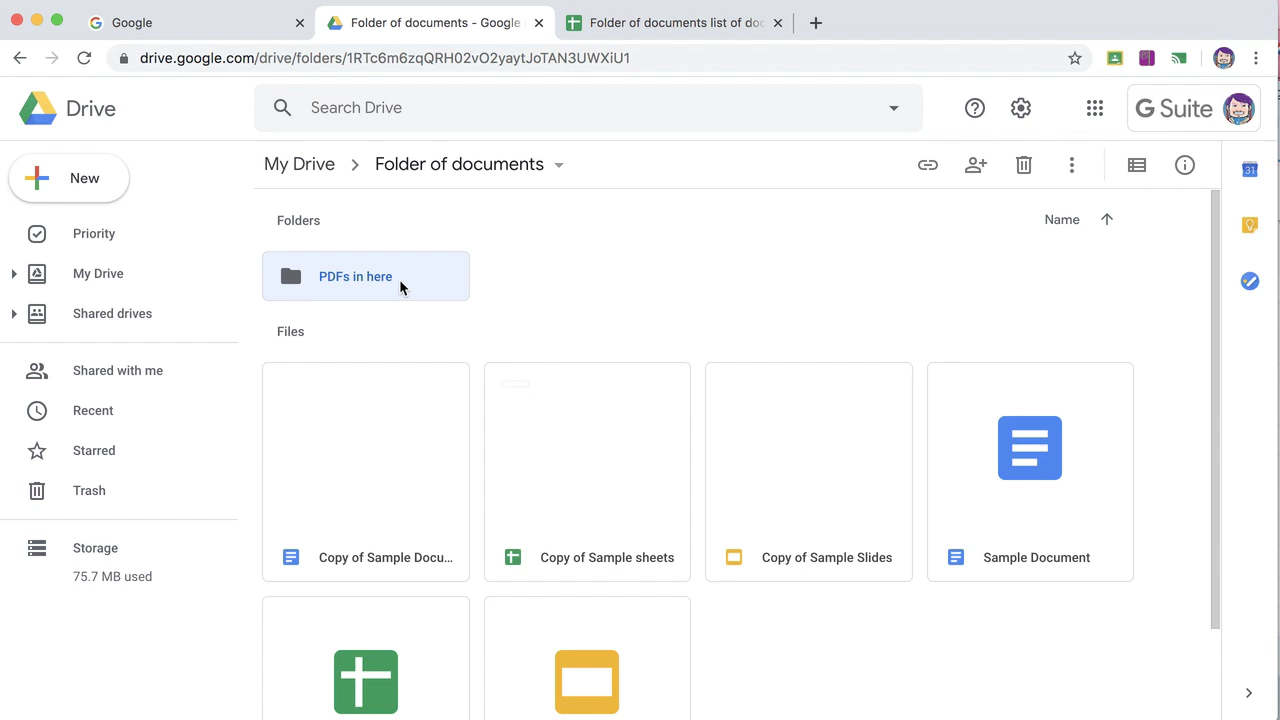 Google
Folder of documents - Google
Folder of documents list of doc
drive.google.com/drive/folders/1RTc6m6zqQRH02vO2yaytJoTAN3UWXiU1
Drive
Search Drive
G Suite
New
My Drive
Folder of documents
Priority
My Drive
Shared drives
Shared with me
Recent
Starred
Trash
Storage
75.7 MB used
Folders
Name
PDFs in here
Files
Copy of Sample Docu...
Copy of Sample sheets
Copy of Sample Slides
Sample Document
31